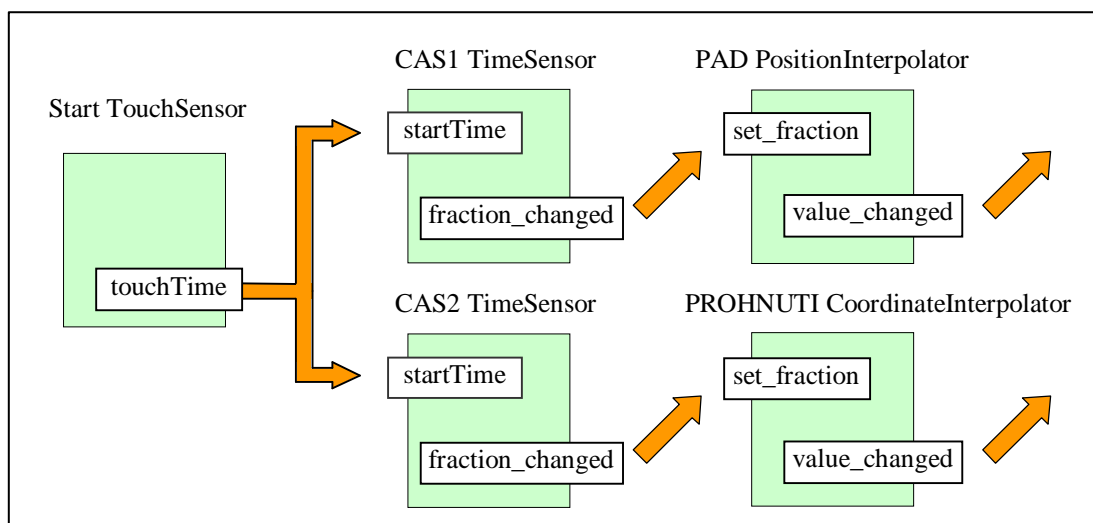 CAS1 TimeSensor
PAD PositionInterpolator
Start TouchSensor
startTime
set_fraction
fraction_changed
value_changed
touchTime
CAS2 TimeSensor
PROHNUTI CoordinateInterpolator
startTime
set_fraction
fraction_changed
value_changed